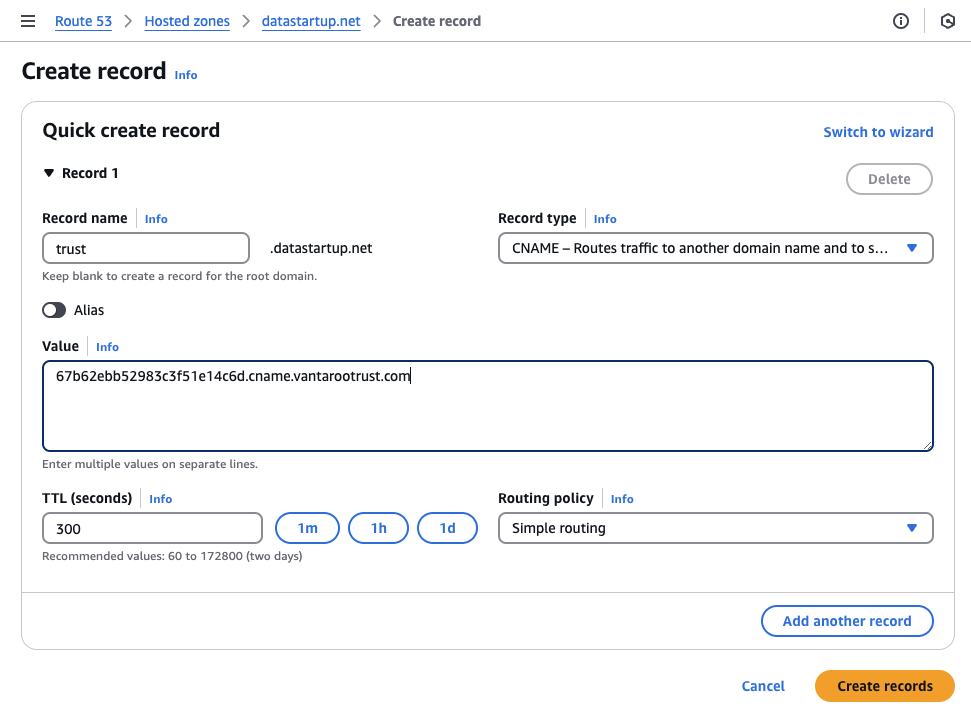 Route 53 > Hosted zones > datastartup.net > Create record
Create record Info
Quick create record
Switch to wizard
Record 1
Delete
Record name Info
trust
.datastartup.net
Keep blank to create a record for the root domain.
Record type Info
CNAME – Routes traffic to another domain name and to s...
Alias
Value Info
67b62ebb52983c3f51e14c6d.cname.vantarootrust.com
Enter multiple values on separate lines.
TTL (seconds) Info
300
1m
1h
1d
Recommended values: 60 to 172800 (two days)
Routing policy Info
Simple routing
Add another record
Cancel
Create records